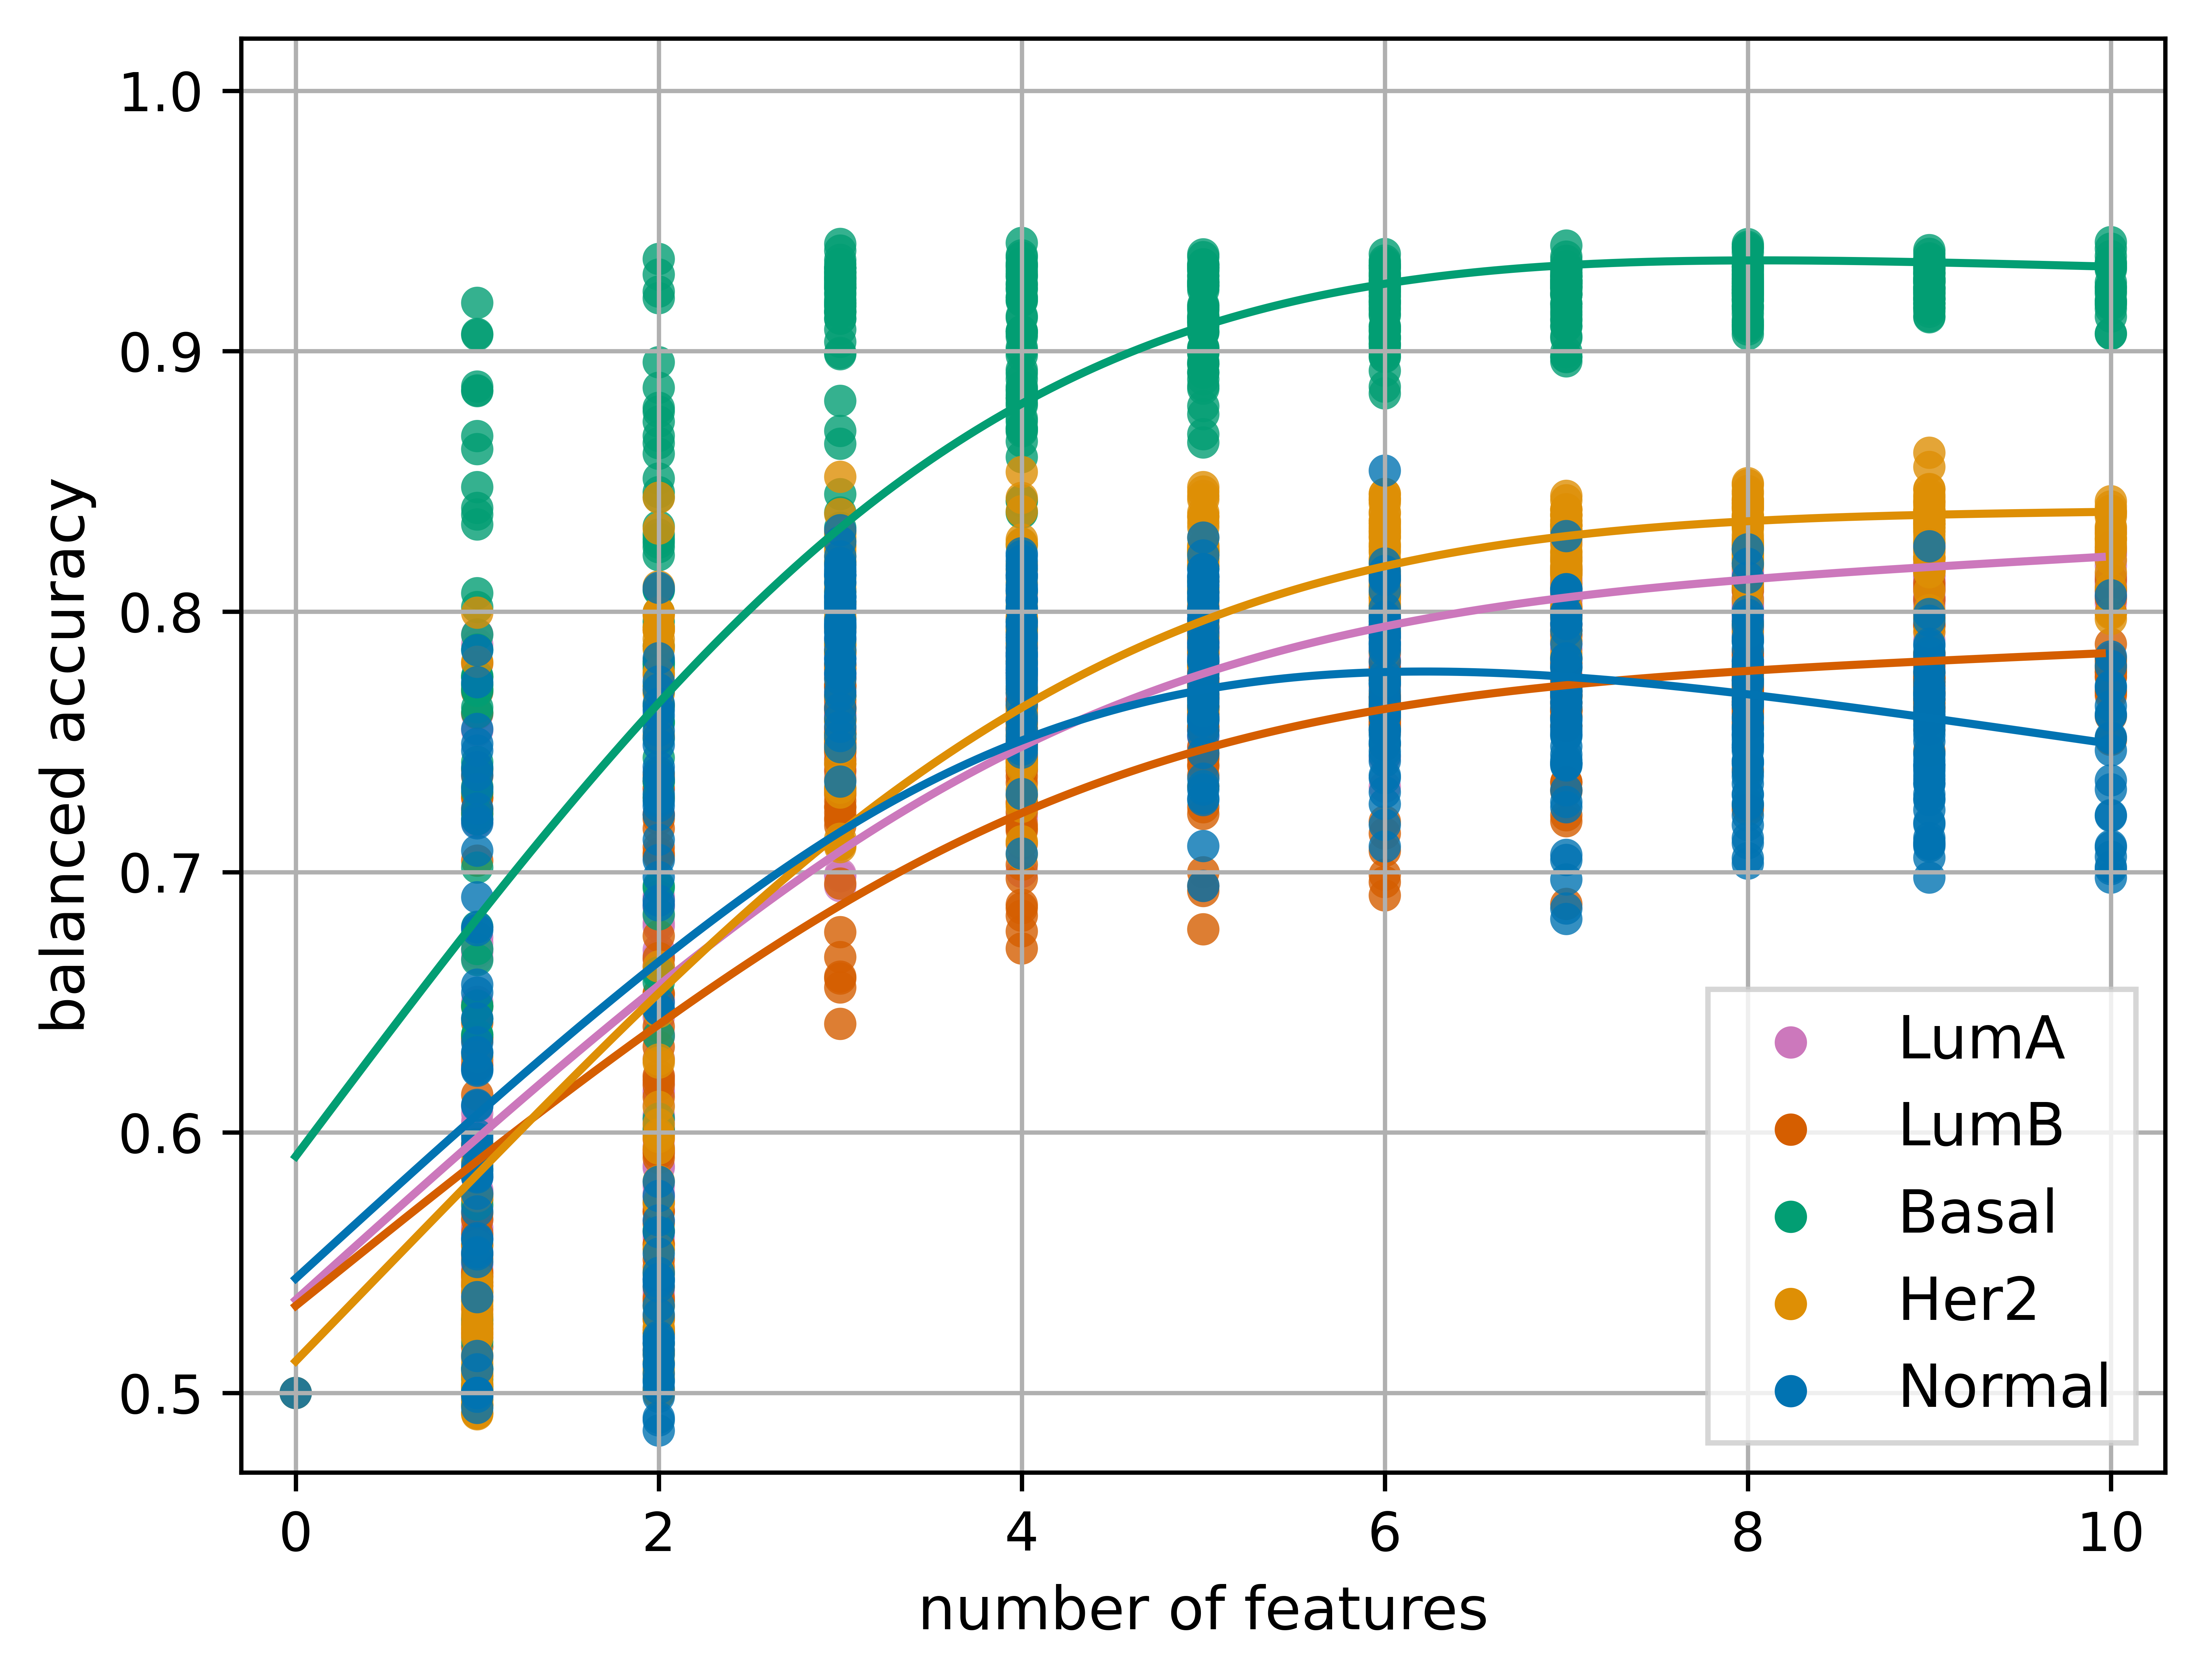 1.0
0.9
0.8
0.7
0.6
0.5
balanced accuracy
0 2 4 6 8 10
number of features
LumA
LumB
Basal
Her2
Normal